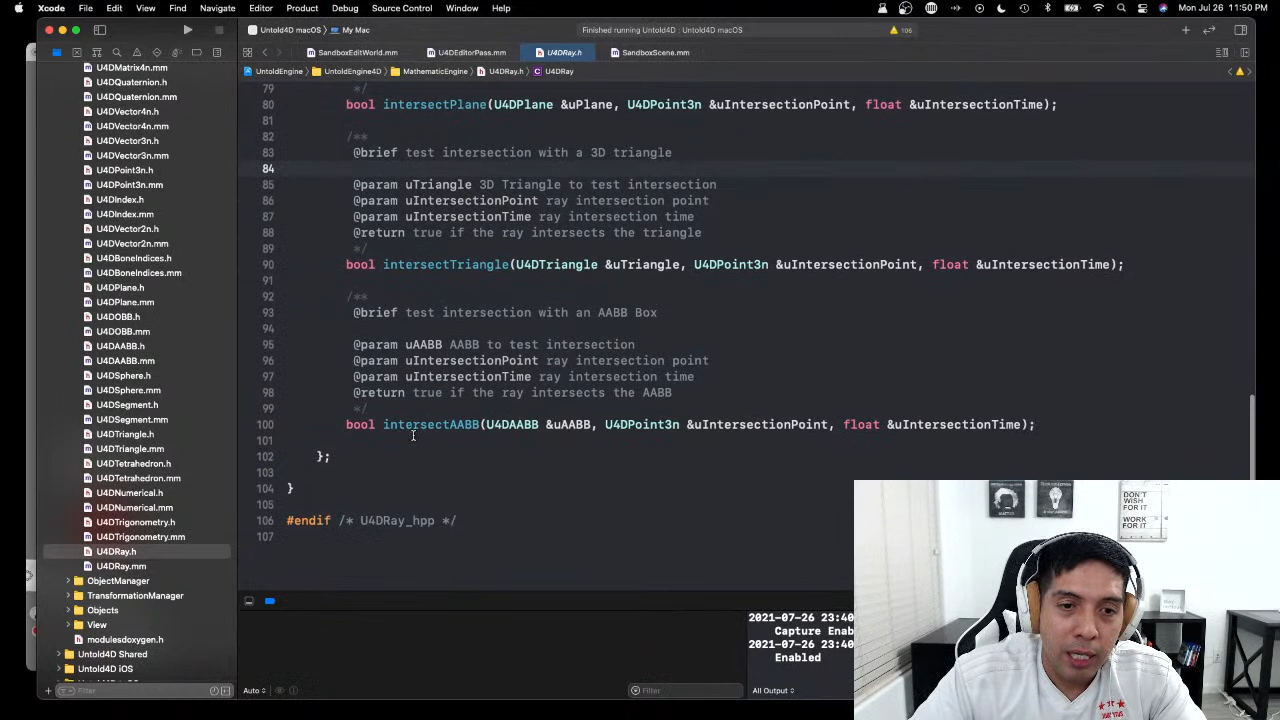 Xcode File Edit View Find Navigate Editor Product Debug Source Control Window Help Mon Jul 26 11:50 PM
Untold4D macOS My Mac Finished running Untold4D : Untold4D macOS 106
SandboxEditWorld.mm U4DEditorPass.mm U4DRay.h SandboxScene.mm
UntoldEngine UntoldEngine4D MathematicEngine U4DRay.h U4DRay
U4DMatrix4n.mm
U4DQuaternion.h
U4DQuaternion.mm
U4DVector4n.h
U4DVector4n.mm
U4DVector3n.h
U4DVector3n.mm
U4DPoint3n.h
U4DPoint3n.mm
U4DIndex.h
U4DIndex.mm
U4DVector2n.h
U4DVector2n.mm
U4DBoneIndices.h
U4DBoneIndices.mm
U4DPlane.h
U4DPlane.mm
U4DOBB.h
U4DOBB.mm
U4DAABB.h
U4DAABB.mm
U4DSphere.h
U4DSphere.mm
U4DSegment.h
U4DSegment.mm
U4DTriangle.h
U4DTriangle.mm
U4DTetrahedron.h
U4DTetrahedron.mm
U4DNumerical.h
U4DNumerical.mm
U4DTrigonometry.h
U4DTrigonometry.mm
U4DRay.h
U4DRay.mm
ObjectManager
TransformationManager
Objects
View
modulesdoxygen.h
Untold4D Shared
Untold4D iOS
Filter
79 */
80 bool intersectPlane(U4DPlane &uPlane, U4DPoint3n &uIntersectionPoint, float &uIntersectionTime);
81
82 /**
83 @brief test intersection with a 3D triangle
84
85 @param uTriangle 3D Triangle to test intersection
86 @param uIntersectionPoint ray intersection point
87 @param uIntersectionTime ray intersection time
88 @return true if the ray intersects the triangle
89 */
90 bool intersectTriangle(U4DTriangle &uTriangle, U4DPoint3n &uIntersectionPoint, float &uIntersectionTime);
91
92 /**
93 @brief test intersection with an AABB Box
94
95 @param uAABB AABB to test intersection
96 @param uIntersectionPoint ray intersection point
97 @param uIntersectionTime ray intersection time
98 @return true if the ray intersects the AABB
99 */
100 bool intersectAABB(U4DAABB &uAABB, U4DPoint3n &uIntersectionPoint, float &uIntersectionTime);
101
102 };
103
104 }
105
106 #endif /* U4DRay_hpp */
107
2021-07-26 23:40
Capture Enab
2021-07-26 23:40
Enabled
Auto Filter All Output
DON'T
WISH
FOR IT
WORK
FOR IT